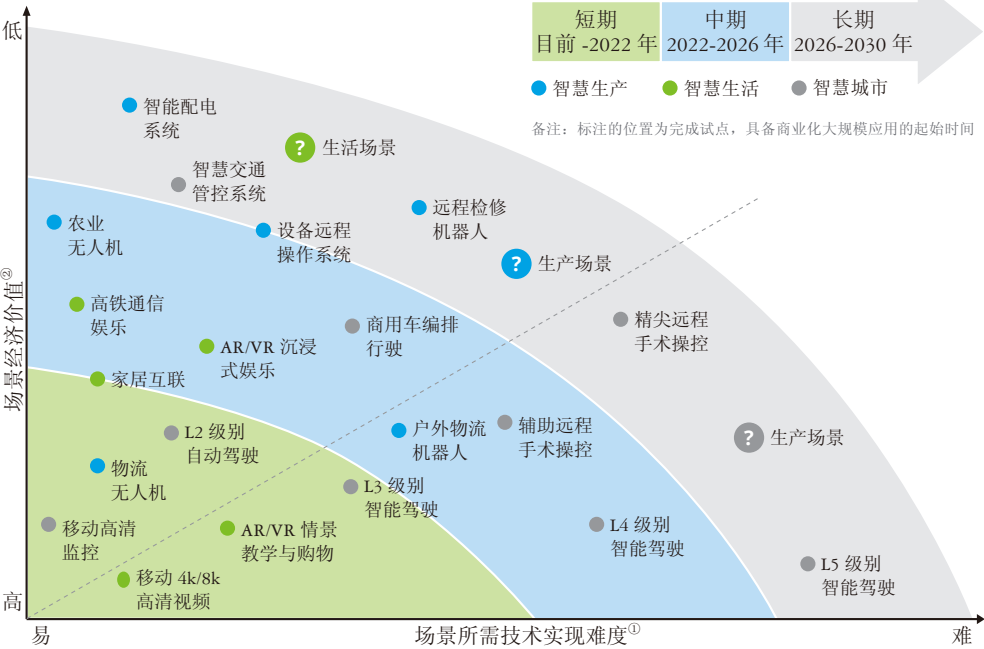 低
短期
目前 -2022 年
中期
2022-2026 年
长期
2026-2030 年
智慧生产
智慧生活
智慧城市
备注：标注的位置为完成试点，具备商业化大规模应用的起始时间
智能配电
系统
? 生活场景
智慧交通
管控系统
远程检修
机器人
农业
无人机
设备远程
操作系统
? 生产场景
高铁通信
娱乐
商用车编排
行驶
精尖远程
手术操控
AR/VR 沉浸
式娱乐
家居互联
L2 级别
自动驾驶
户外物流
机器人
辅助远程
手术操控
? 生产场景
物流
无人机
L3 级别
智能驾驶
移动高清
监控
AR/VR 情景
教学与购物
L4 级别
智能驾驶
移动 4k/8k
高清视频
L5 级别
智能驾驶
场景经济价值②
高
易
场景所需技术实现难度①
难